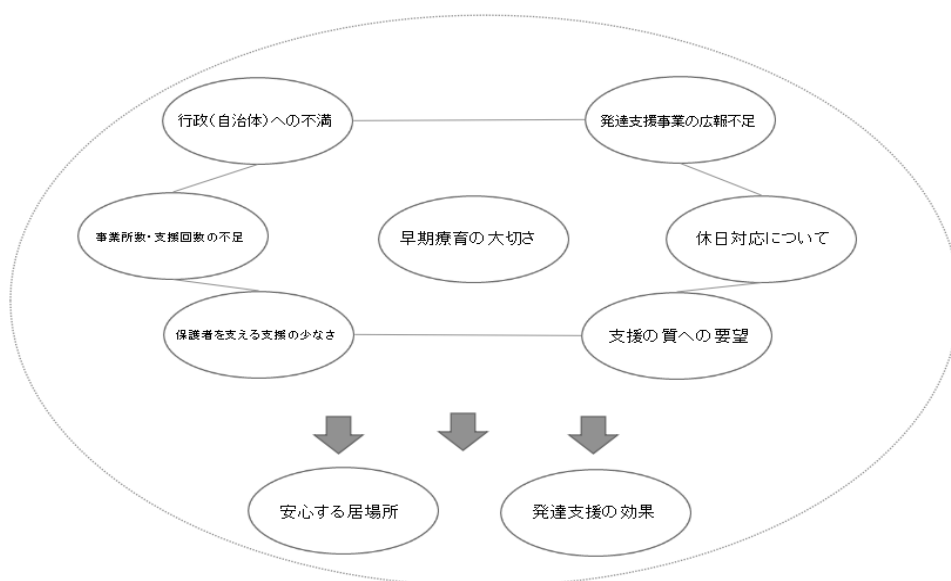 行政(自治体)への不満
発達支援事業の広報不足
事業所数・支援回数の不足
早期療育の大切さ
休日対応について
保護者を支える支援の少なさ
支援の質への要望
安心する居場所
発達支援の効果